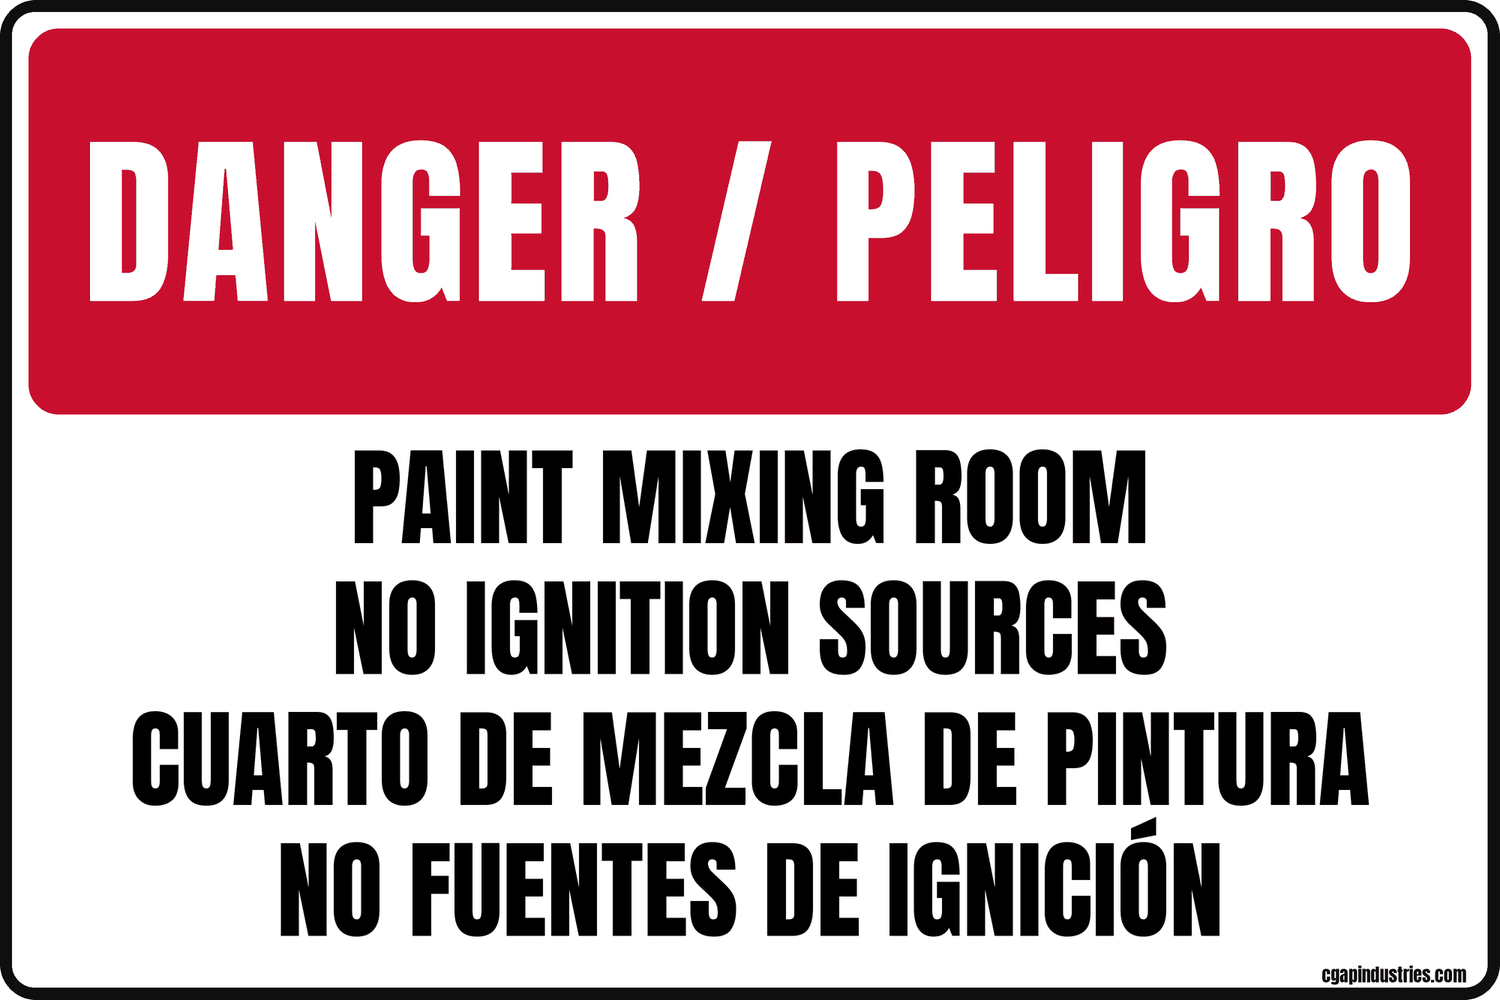 DANGER / PELIGRO
PAINT MIXING ROOM
NO IGNITION SOURCES
CUARTO DE MEZCLA DE PINTURA
NO FUENTES DE IGNICIÓN
cgapindustries.com